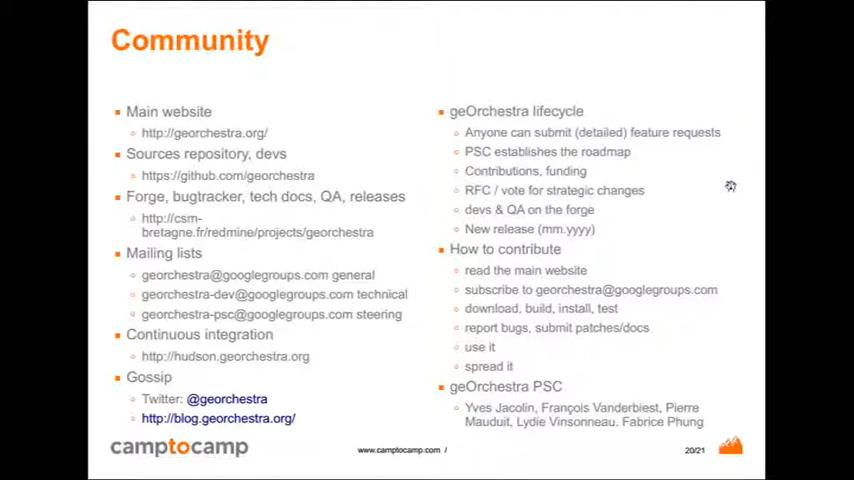 Community
Main website
http://georchestra.org/
Sources repository, devs
https://github.com/georchestra
Forge, bugtracker, tech docs, QA, releases
http://csm-
bretagne.fr/redmine/projects/georchestra
Mailing lists
georchestra@googlegroups.com general
georchestra-dev@googlegroups.com technical
georchestra-psc@googlegroups.com steering
Continuous integration
http://hudson.georchestra.org
Gossip
Twitter: @georchestra
http://blog.georchestra.org/
geOrchestra lifecycle
Anyone can submit (detailed) feature requests
PSC establishes the roadmap
Contributions, funding
RFC / vote for strategic changes
devs & QA on the forge
New release (mm.yyyy)
How to contribute
read the main website
subscribe to georchestra@googlegroups.com
download, build, install, test
report bugs, submit patches/docs
use it
spread it
geOrchestra PSC
Yves Jacolin, François Vanderbiest, Pierre
Mauduit, Lydie Vinsonneau. Fabrice Phung
camptocamp
www.camptocamp.com /
20/21